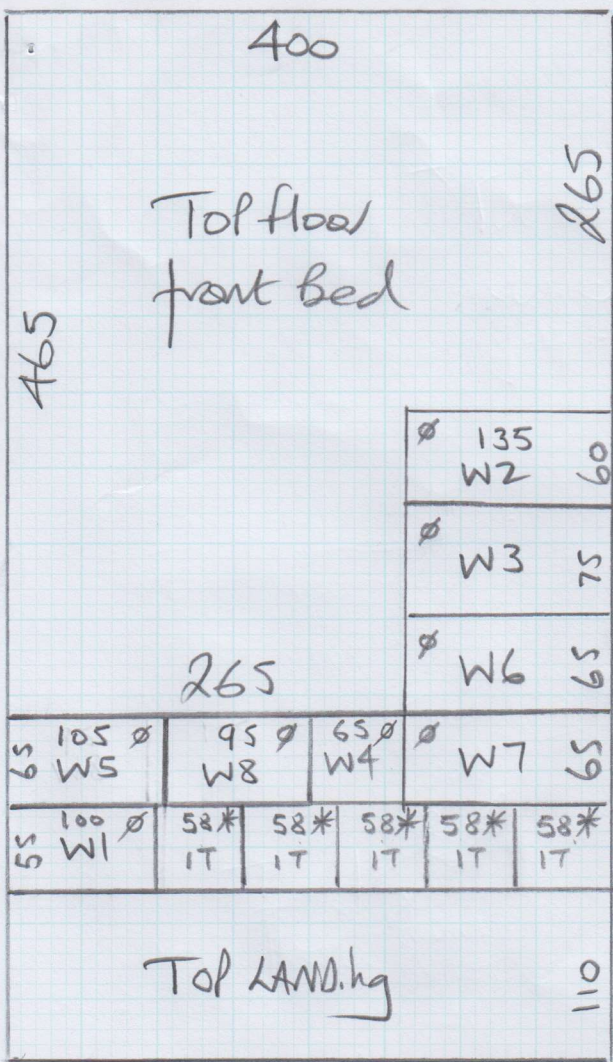 400
265
Top floor
front Bed
465
Ø 135
W2 60
Ø
W3 75
Ø
W6 65
265
65 105 Ø
W5
95 Ø
W8
65 Ø
W4
Ø
W7 65
55 100 Ø
W1
58* 58* 58* 58* 58*
1T 1T 1T 1T 1T
Top LANDing
110